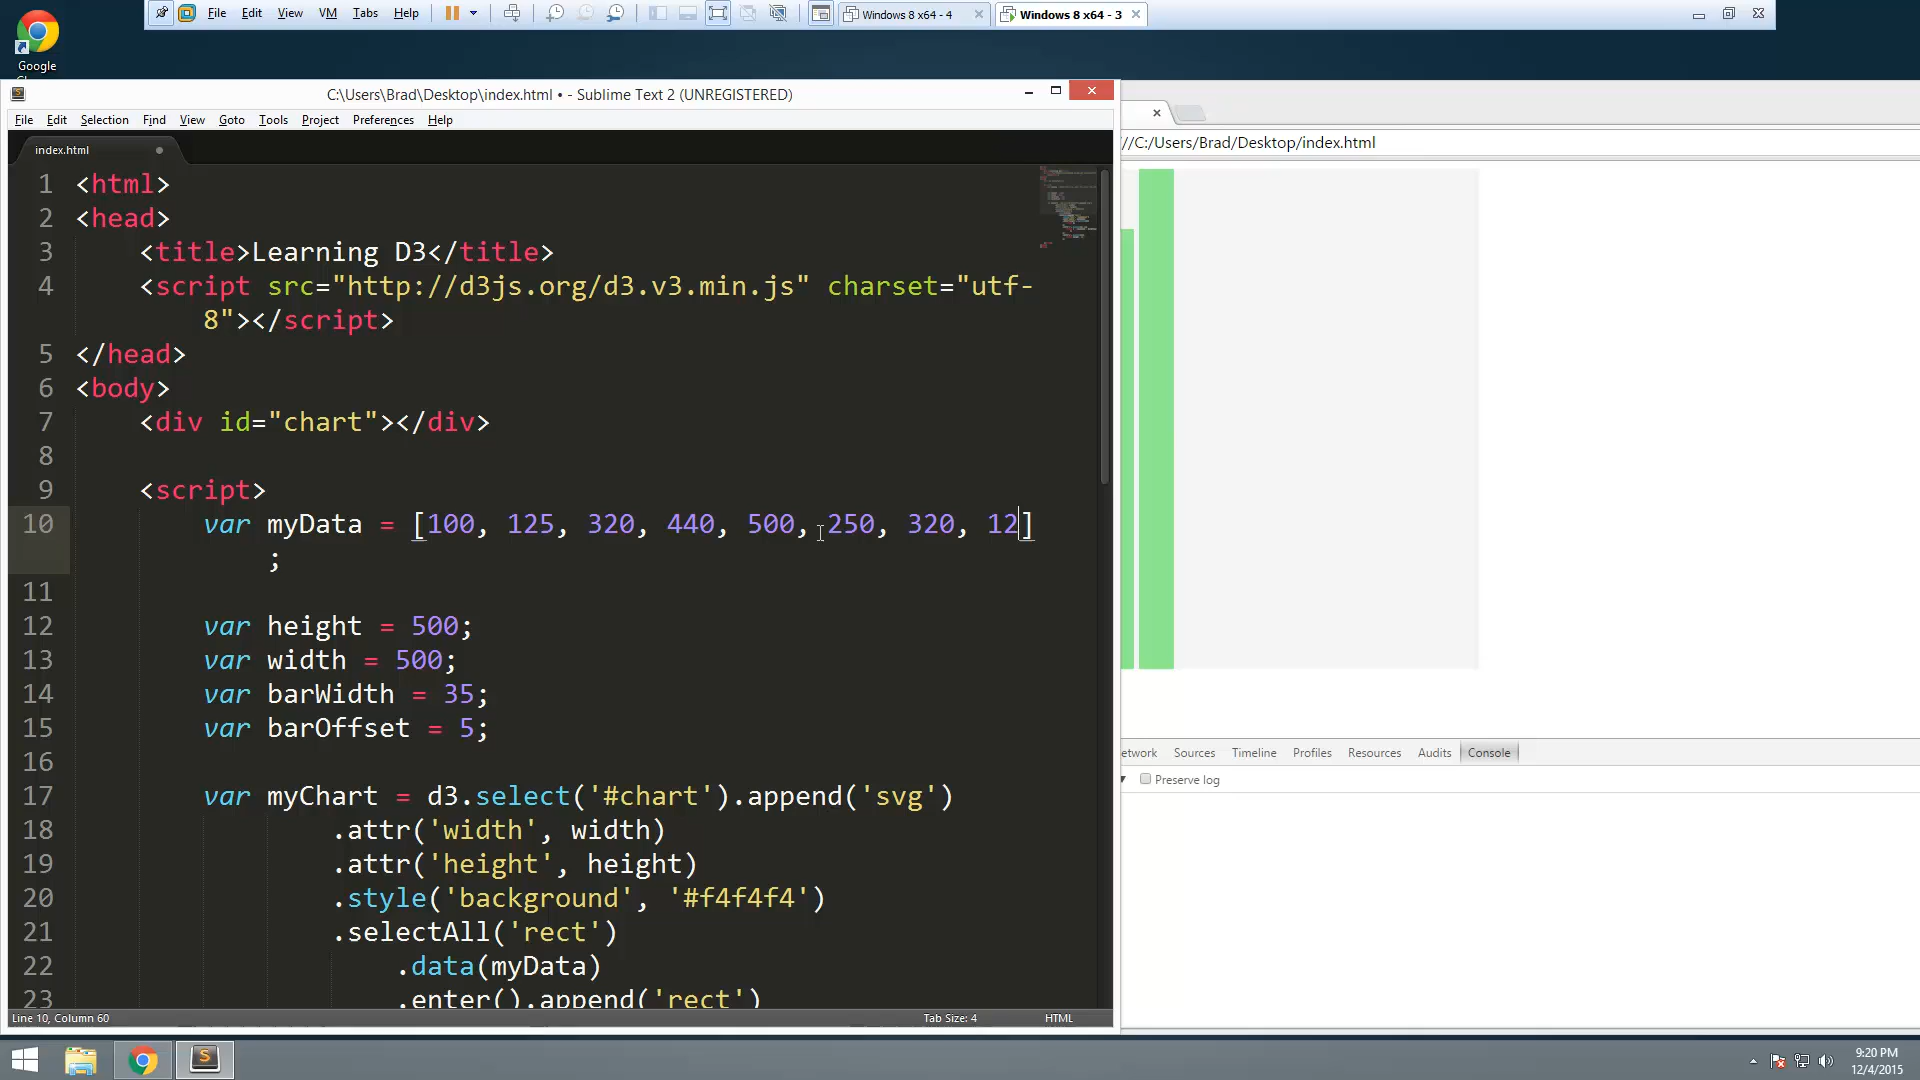 File Edit View VM Tabs Help
Windows 8 x64 - 4
Windows 8 x64 - 3
Google
C:\Users\Brad\Desktop\index.html • - Sublime Text 2 (UNREGISTERED)
File Edit Selection Find View Goto Tools Project Preferences Help
index.html
//C:/Users/Brad/Desktop/index.html
1 <html>
2 <head>
3 <title>Learning D3</title>
4 <script src="http://d3js.org/d3.v3.min.js" charset="utf-
8"></script>
5 </head>
6 <body>
7 <div id="chart"></div>
8
9 <script>
10 var myData = [100, 125, 320, 440, 500, 250, 320, 12]
;
11
12 var height = 500;
13 var width = 500;
14 var barWidth = 35;
15 var barOffset = 5;
16
17 var myChart = d3.select('#chart').append('svg')
18 .attr('width', width)
19 .attr('height', height)
20 .style('background', '#f4f4f4')
21 .selectAll('rect')
22 .data(myData)
23 .enter().append('rect')
etwork Sources Timeline Profiles Resources Audits Console
Preserve log
Line 10, Column 60
Tab Size: 4
HTML
9:20 PM
12/4/2015